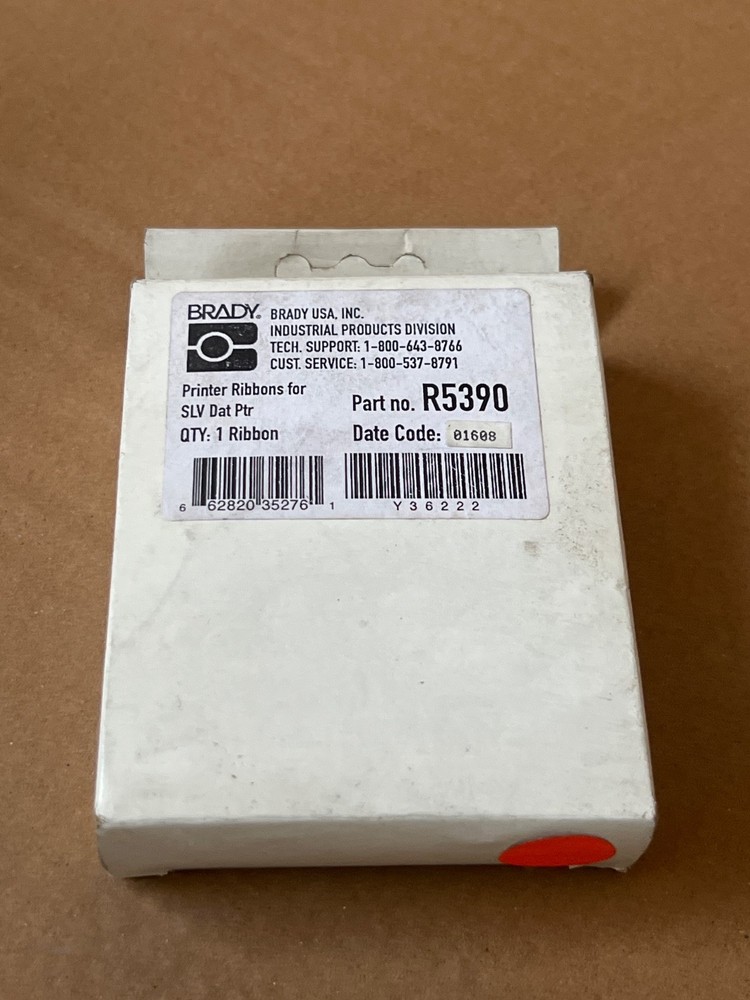 BRADY. BRADY USA, INC.
INDUSTRIAL PRODUCTS DIVISION
TECH. SUPPORT: 1-800-643-8766
CUST. SERVICE: 1-800-537-8791
Printer Ribbons for
SLV Dat Ptr
Part no. R5390
QTY: 1 Ribbon
Date Code: 01608
6 62820 35276 1
Y36222